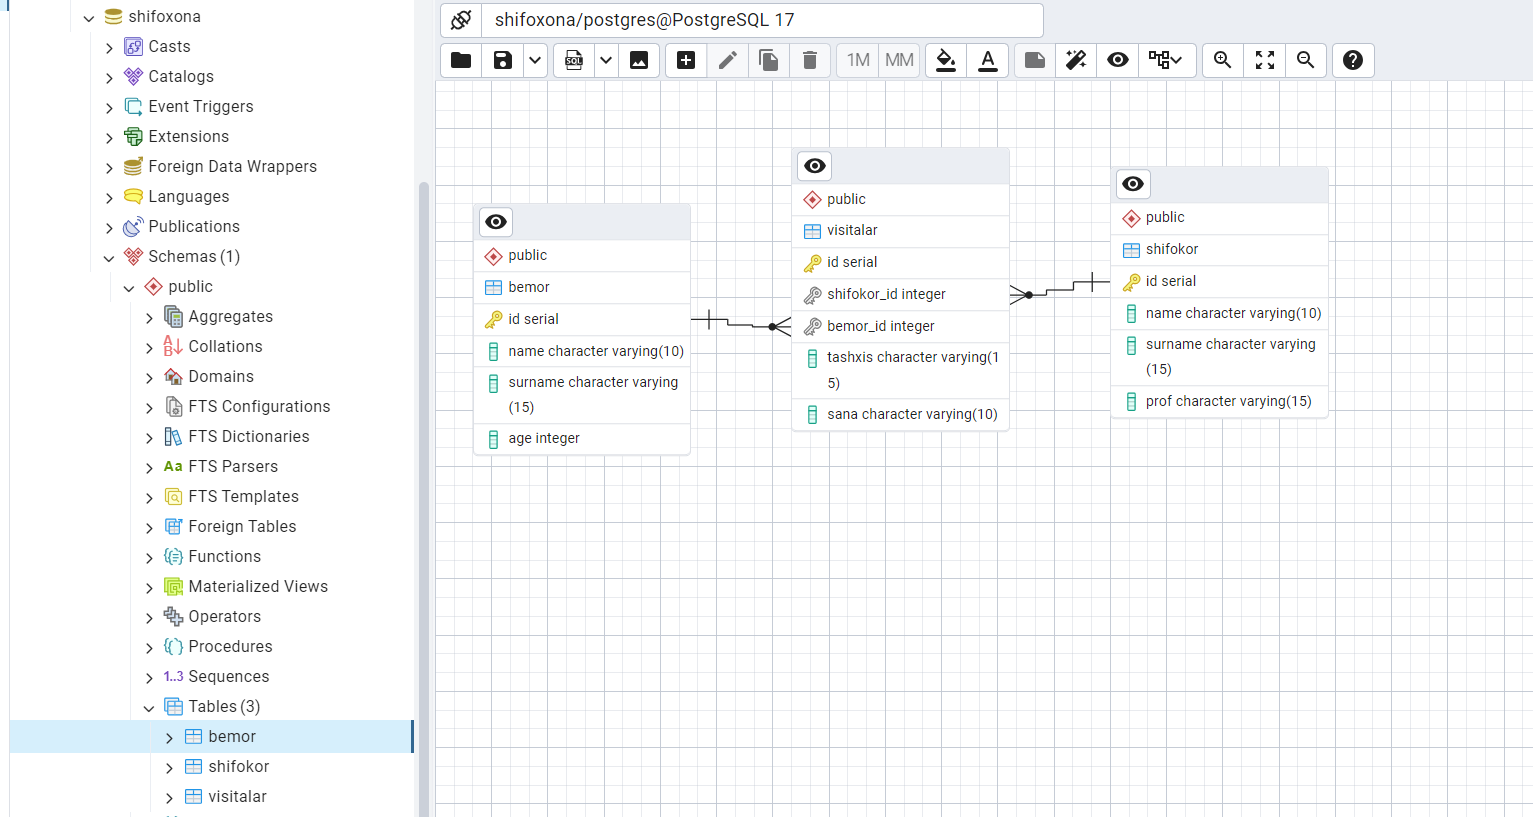 shifoxona
Casts
Catalogs
Event Triggers
Extensions
Foreign Data Wrappers
Languages
Publications
Schemas (1)
public
Aggregates
Collations
Domains
FTS Configurations
FTS Dictionaries
Aa FTS Parsers
FTS Templates
Foreign Tables
Functions
Materialized Views
Operators
Procedures
1..3 Sequences
Tables (3)
bemor
shifokor
visitalar
shifoxona/postgres@PostgreSQL 17
SQL 1M MM A
public
bemor
id serial
name character varying(10)
surname character varying
(15)
age integer
public
visitalar
id serial
shifokor_id integer
bemor_id integer
tashxis character varying(1
5)
sana character varying(10)
public
shifokor
id serial
name character varying(10)
surname character varying
(15)
prof character varying(15)